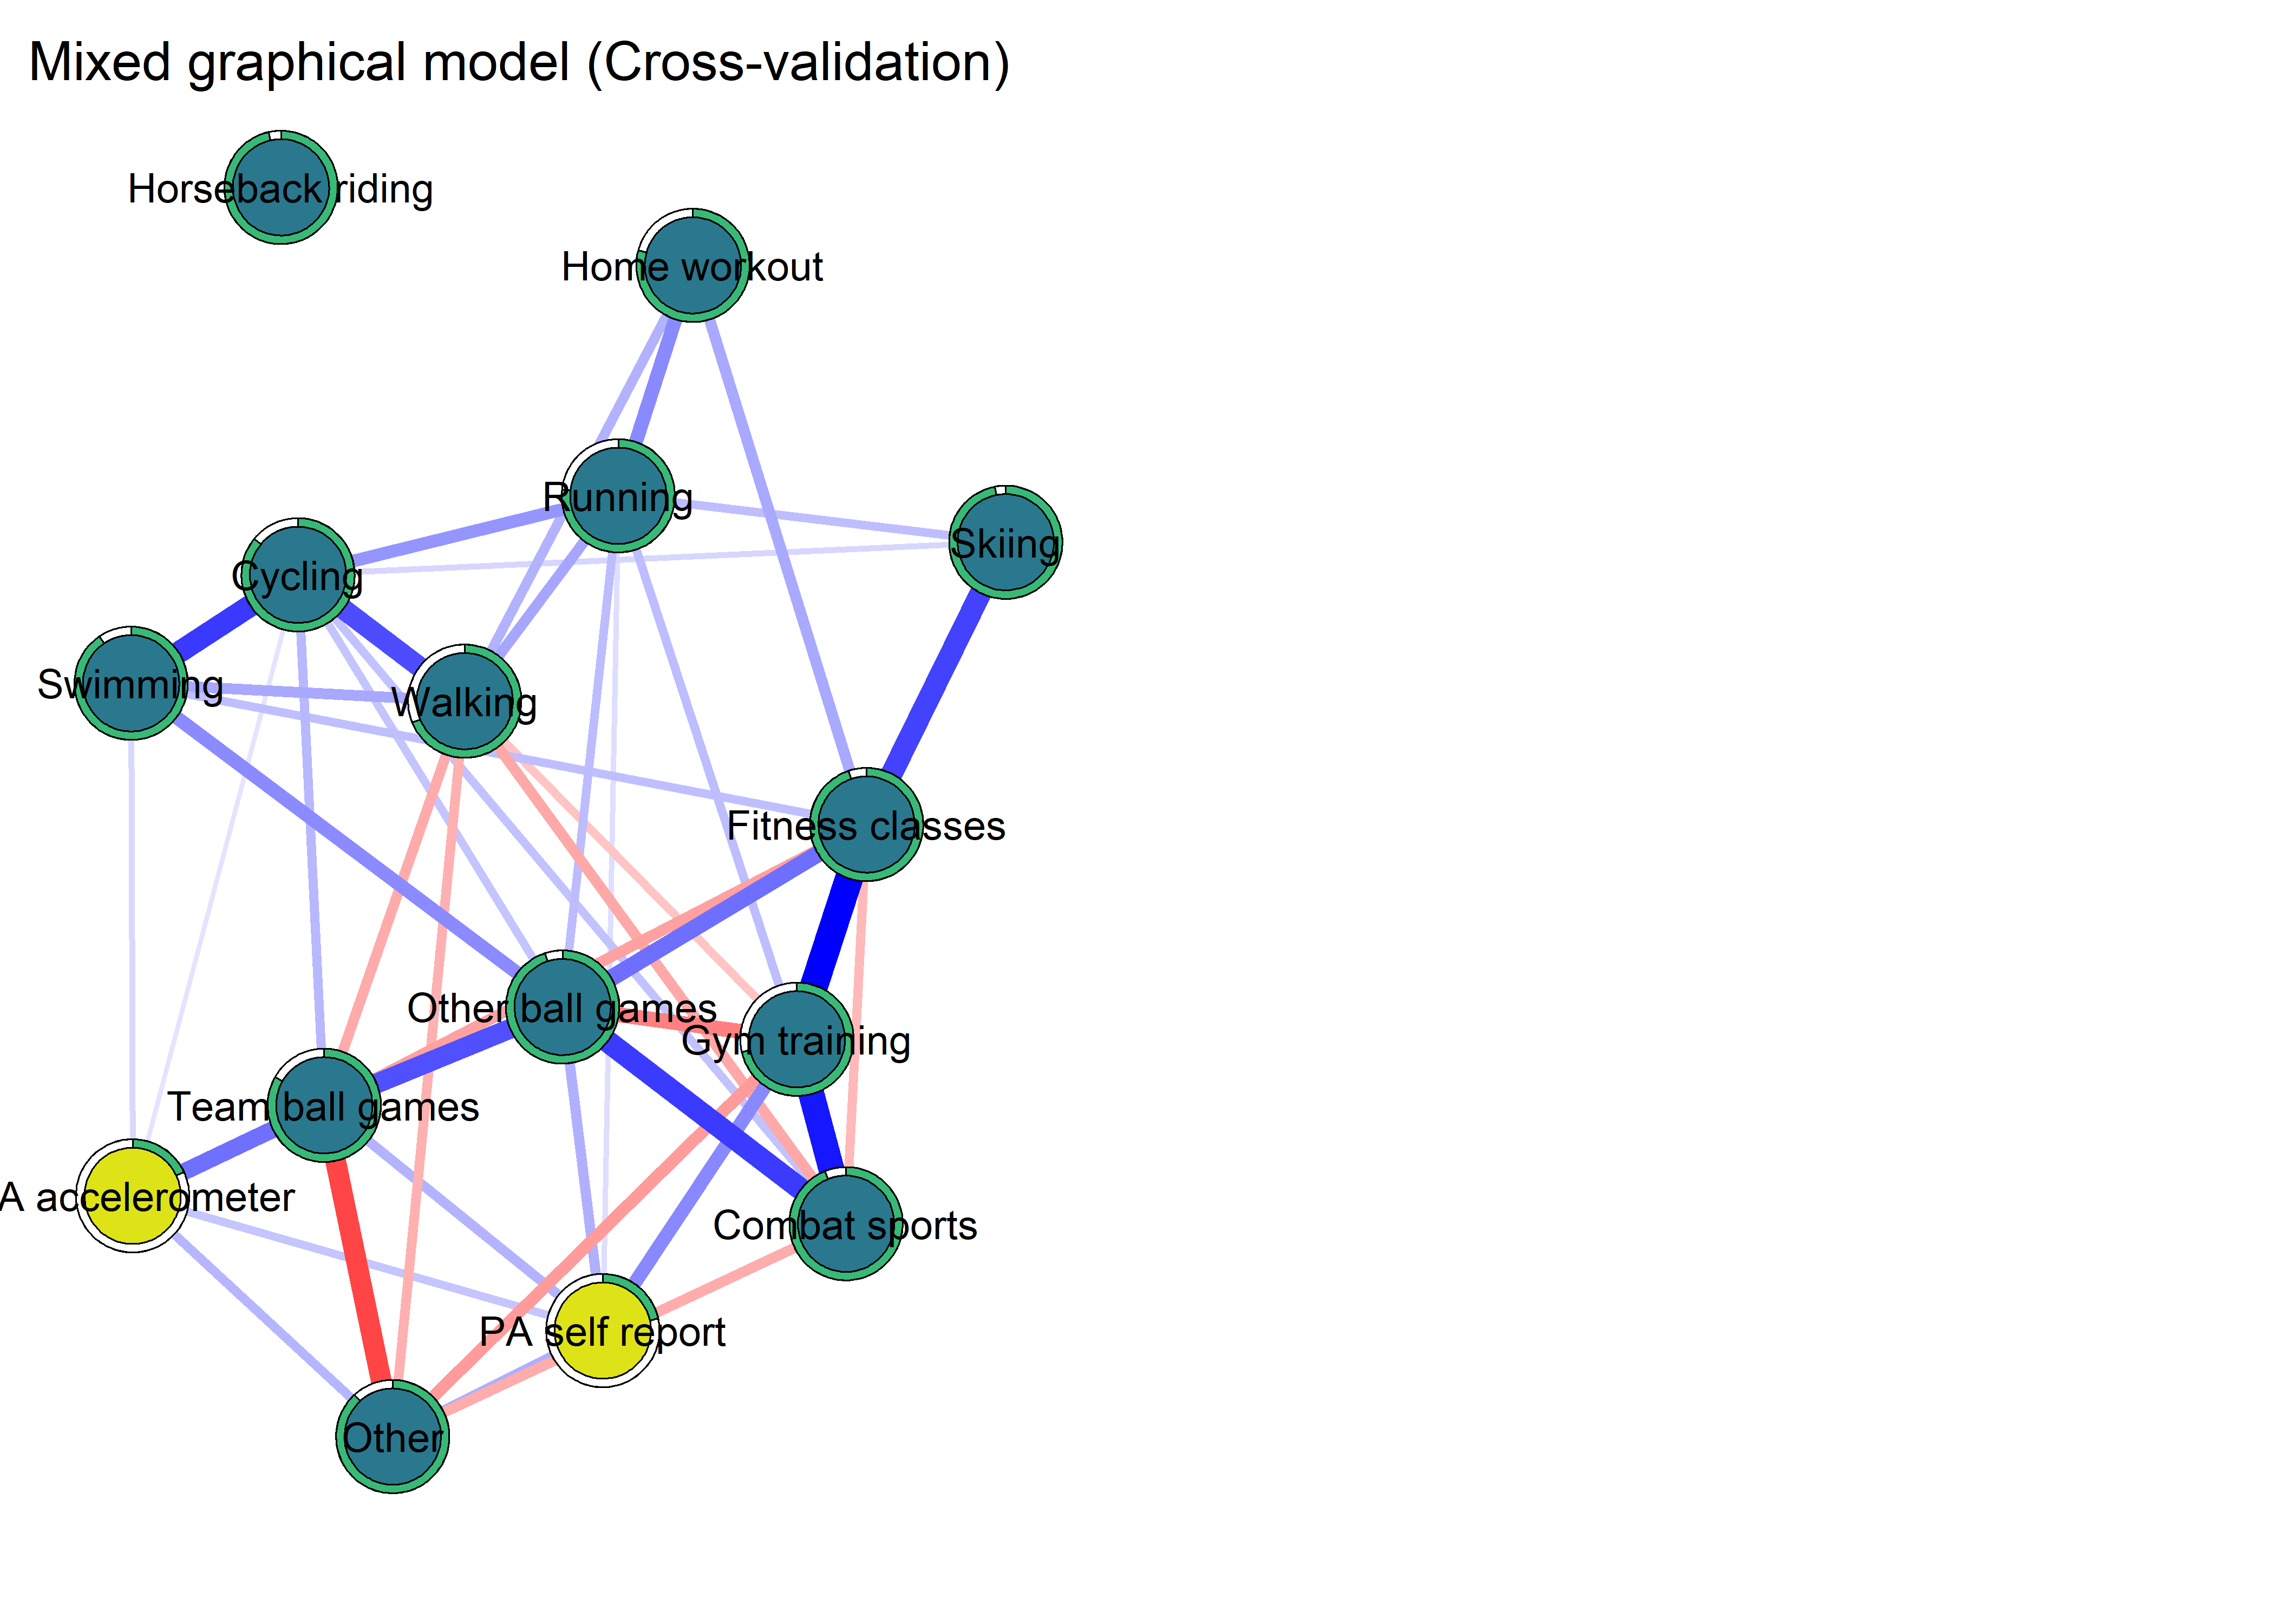 Mixed graphical model (Cross-validation)
Horseback riding
Home workout
Running
Skiing
Cycling
Swimming
Walking
Fitness classes
Other ball games
Gym training
Team ball games
A accelerometer
Combat sports
PA self report
Other